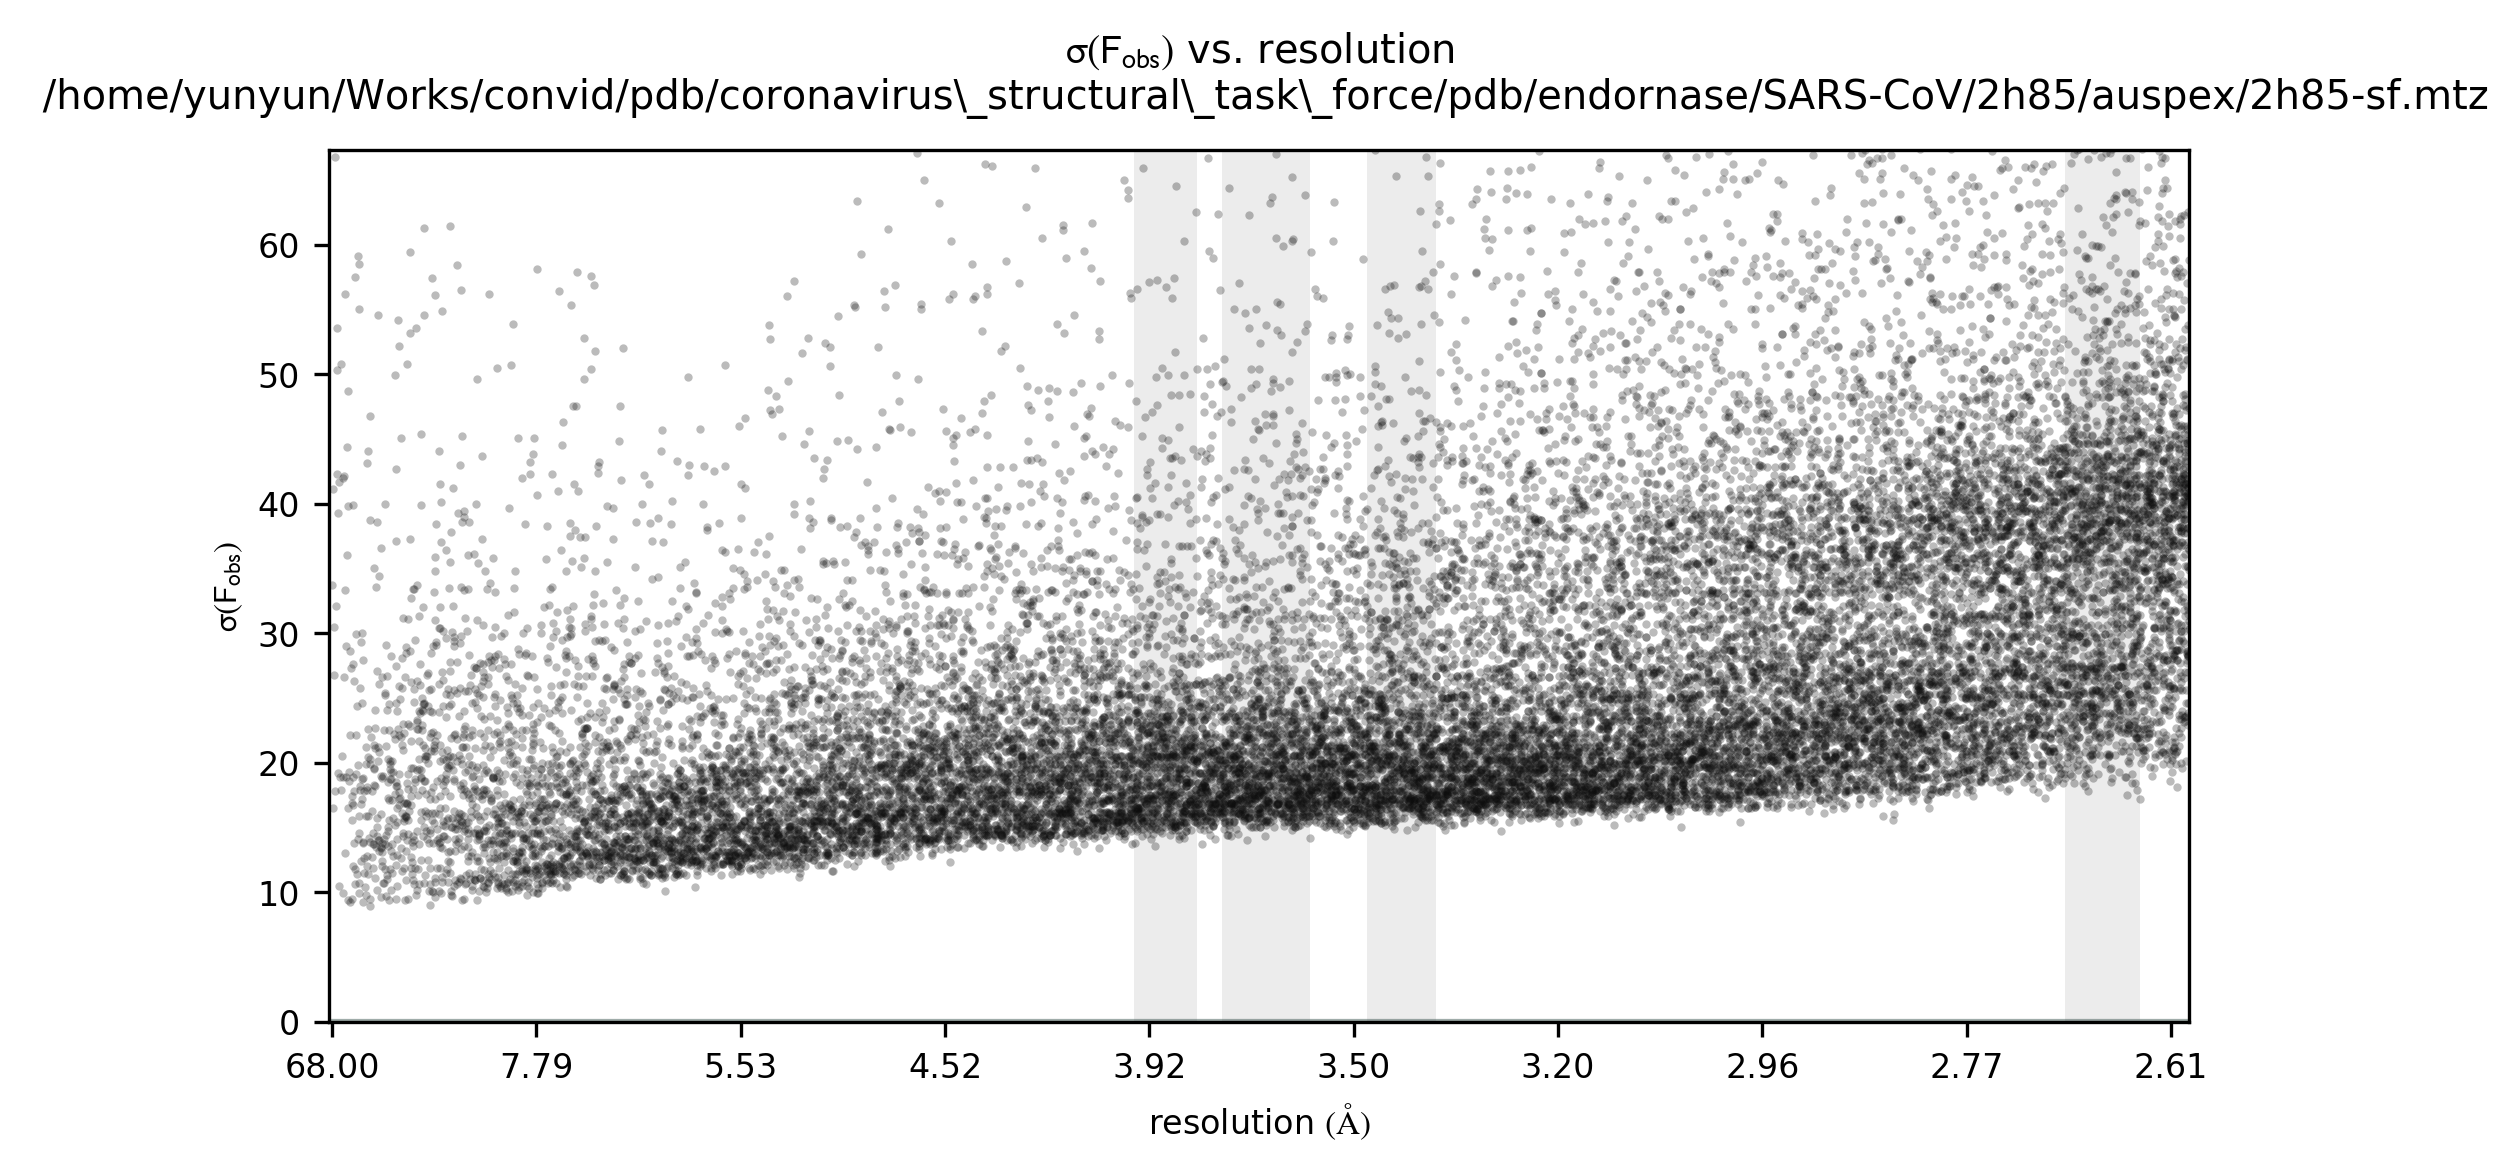 σ(Fobs) vs. resolution
/home/yunyun/Works/convid/pdb/coronavirus\_structural\_task\_force/pdb/endornase/SARS-CoV/2h85/auspex/2h85-sf.mtz
60
50
40
30
20
10
0
σ(Fobs)
68.00 7.79 5.53 4.52 3.92 3.50 3.20 2.96 2.77 2.61
resolution (Å)